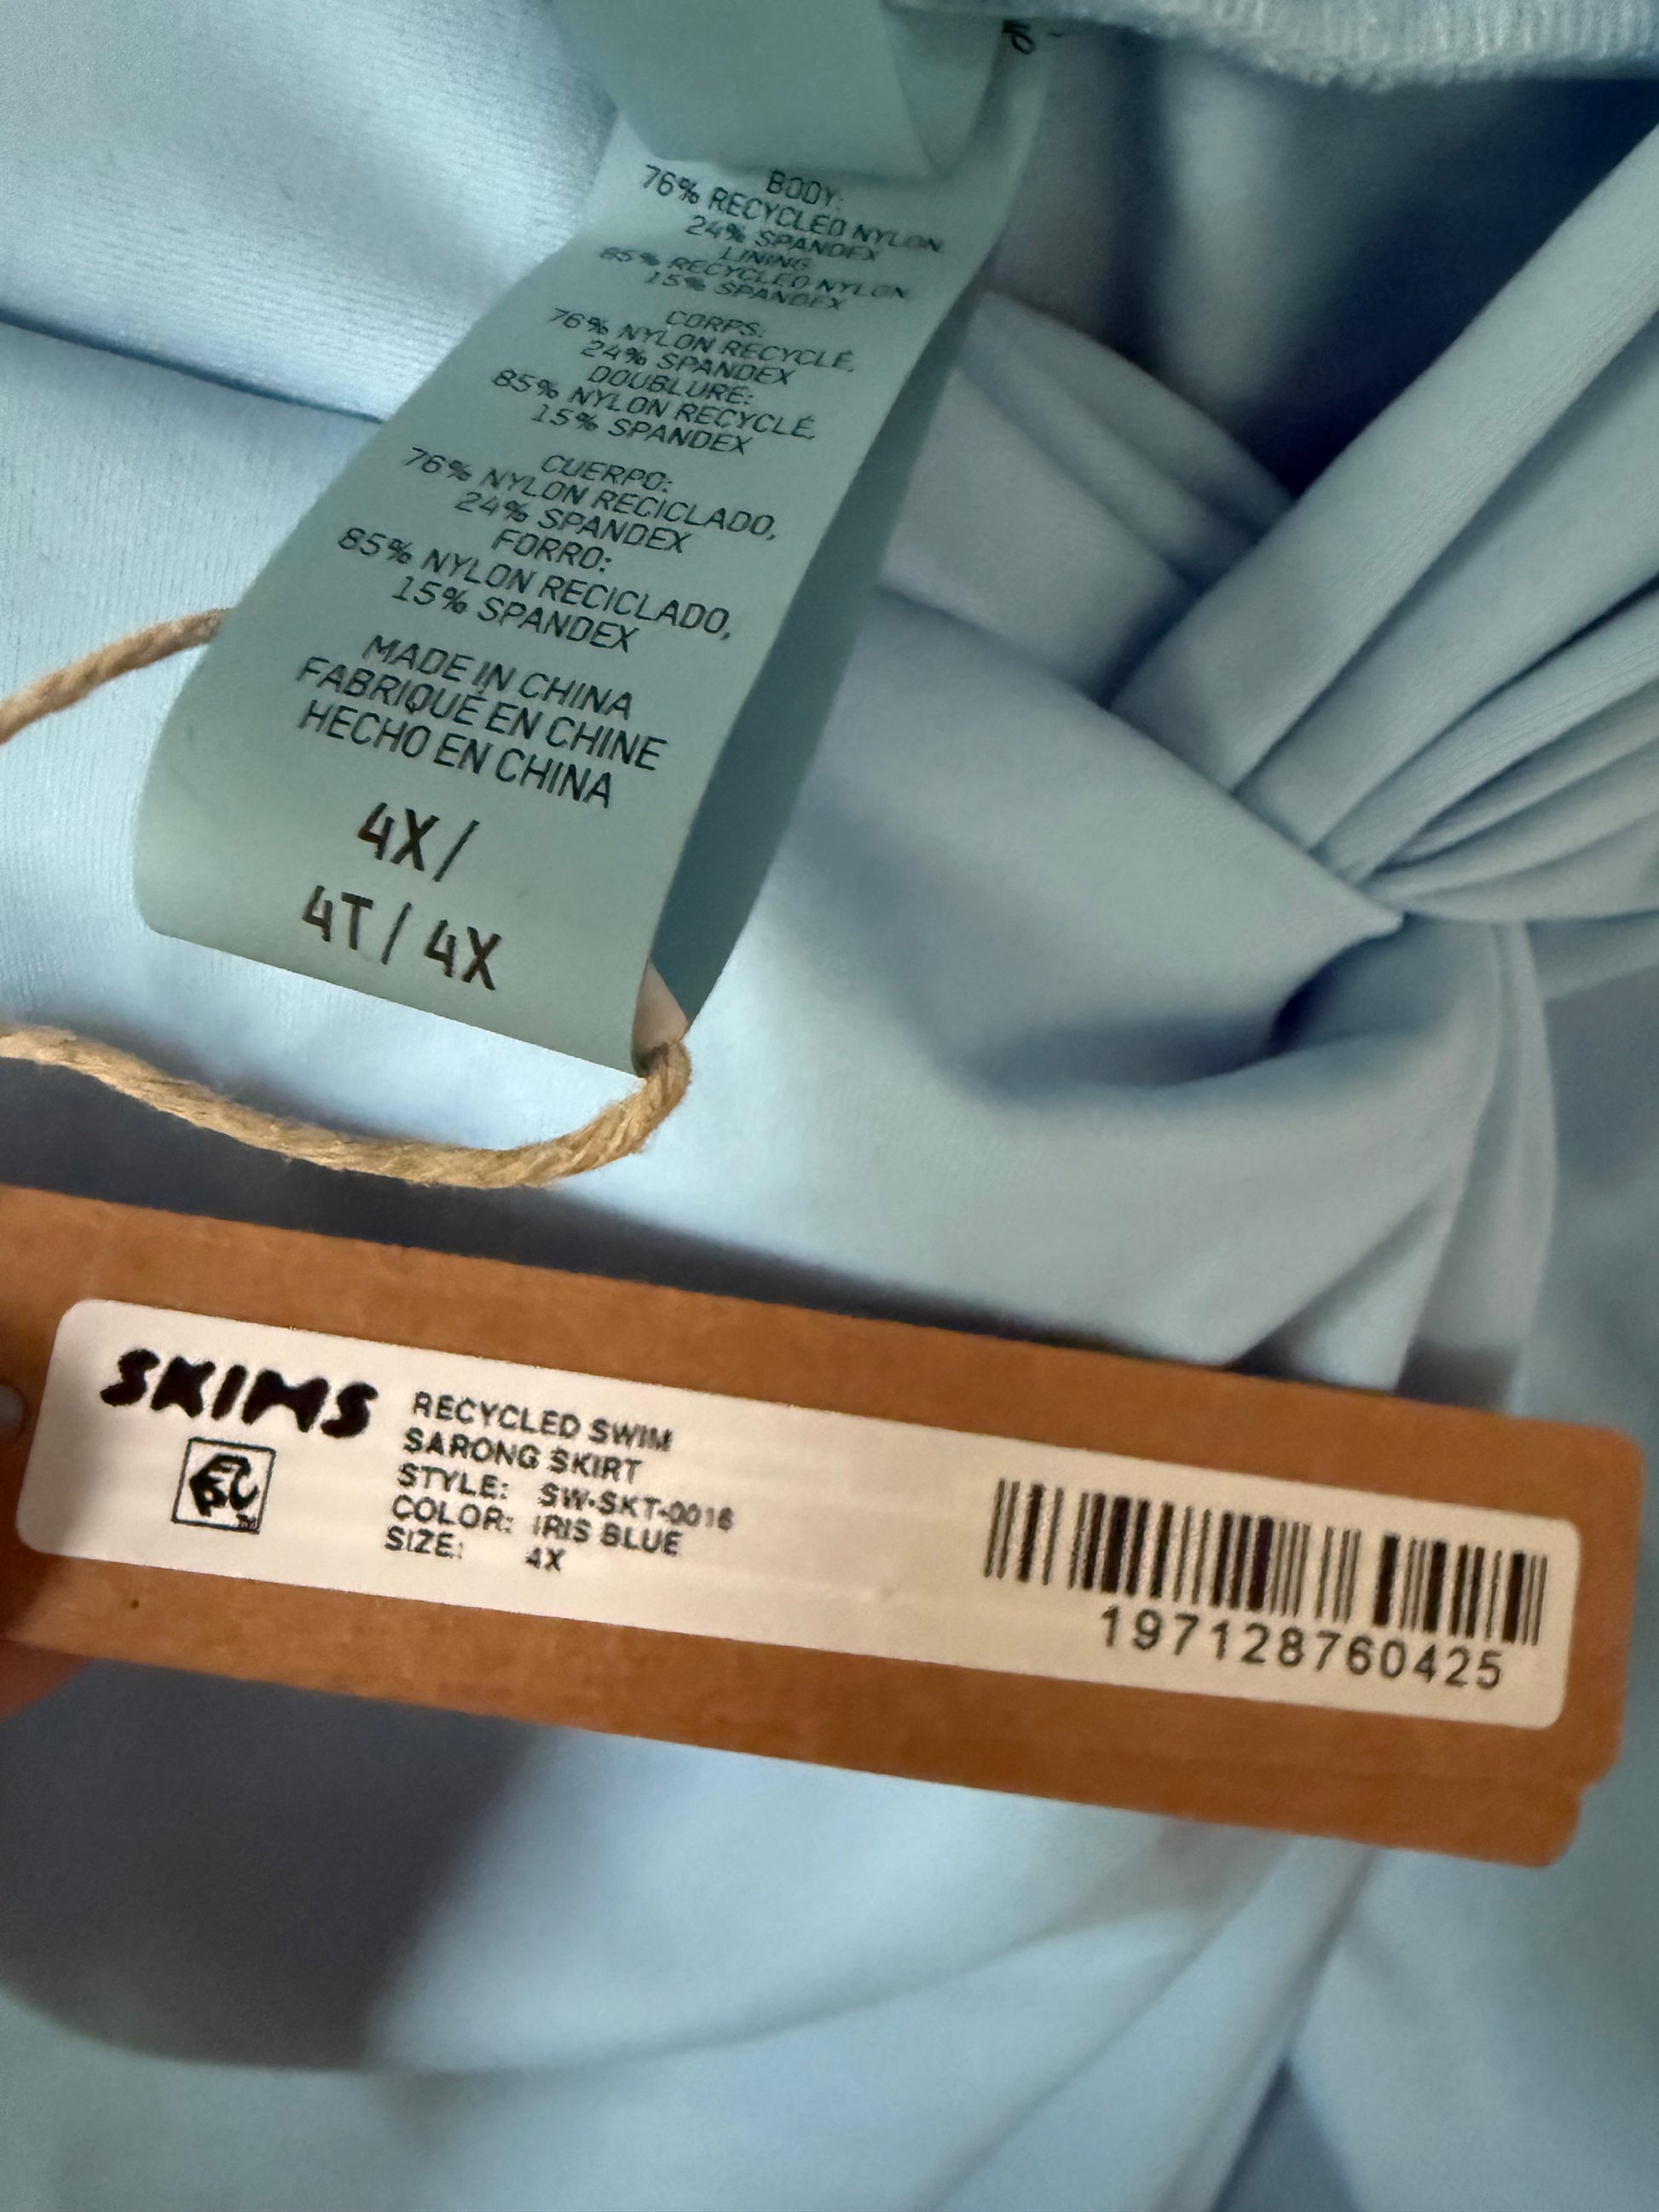 BODY:
76% RECYCLED NYLON
24% SPANDEX
LINING
85% RECYCLED NYLON
15% SPANDEX
CORPS:
76% NYLON RECYCLÉ,
24% SPANDEX
DOUBLURE:
85% NYLON RECYCLÉ,
15% SPANDEX
CUERPO:
76% NYLON RECICLADO,
24% SPANDEX
FORRO:
85% NYLON RECICLADO,
15% SPANDEX
MADE IN CHINA
FABRIQUÉ EN CHINE
HECHO EN CHINA
4X/
4T/ 4X
SKIMS
RECYCLED SWIM
SARONG SKIRT
STYLE: SW-SKT-0016
COLOR: IRIS BLUE
SIZE: 4X
197128760425